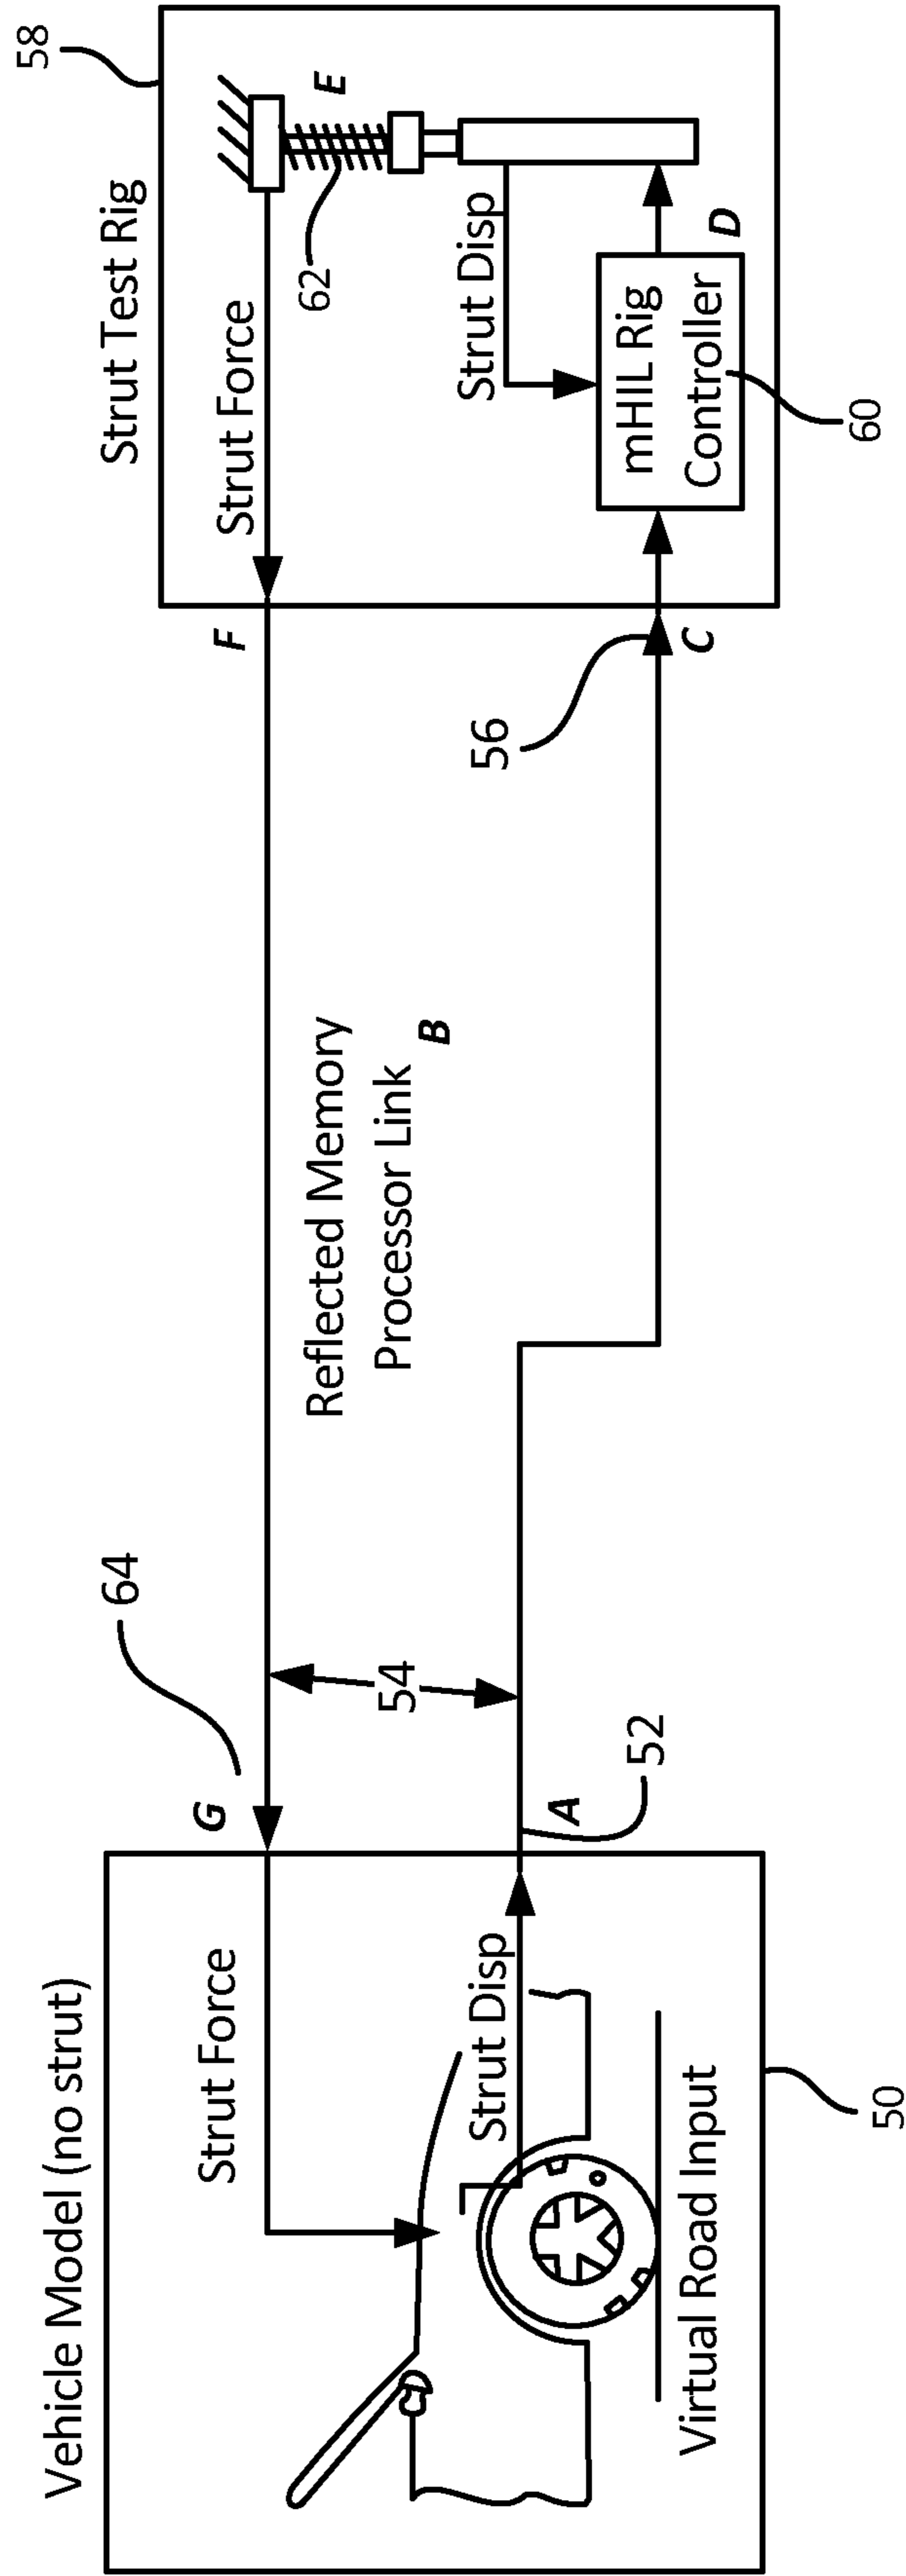 Vehicle Model (no strut)
Strut Force
Strut Disp
Virtual Road Input
50
G
64
54
A
52
Reflected Memory
Processor Link
B
F
56
C
Strut Test Rig
58
Strut Force
62
E
Strut Disp
mHIL Rig
Controller
D
60